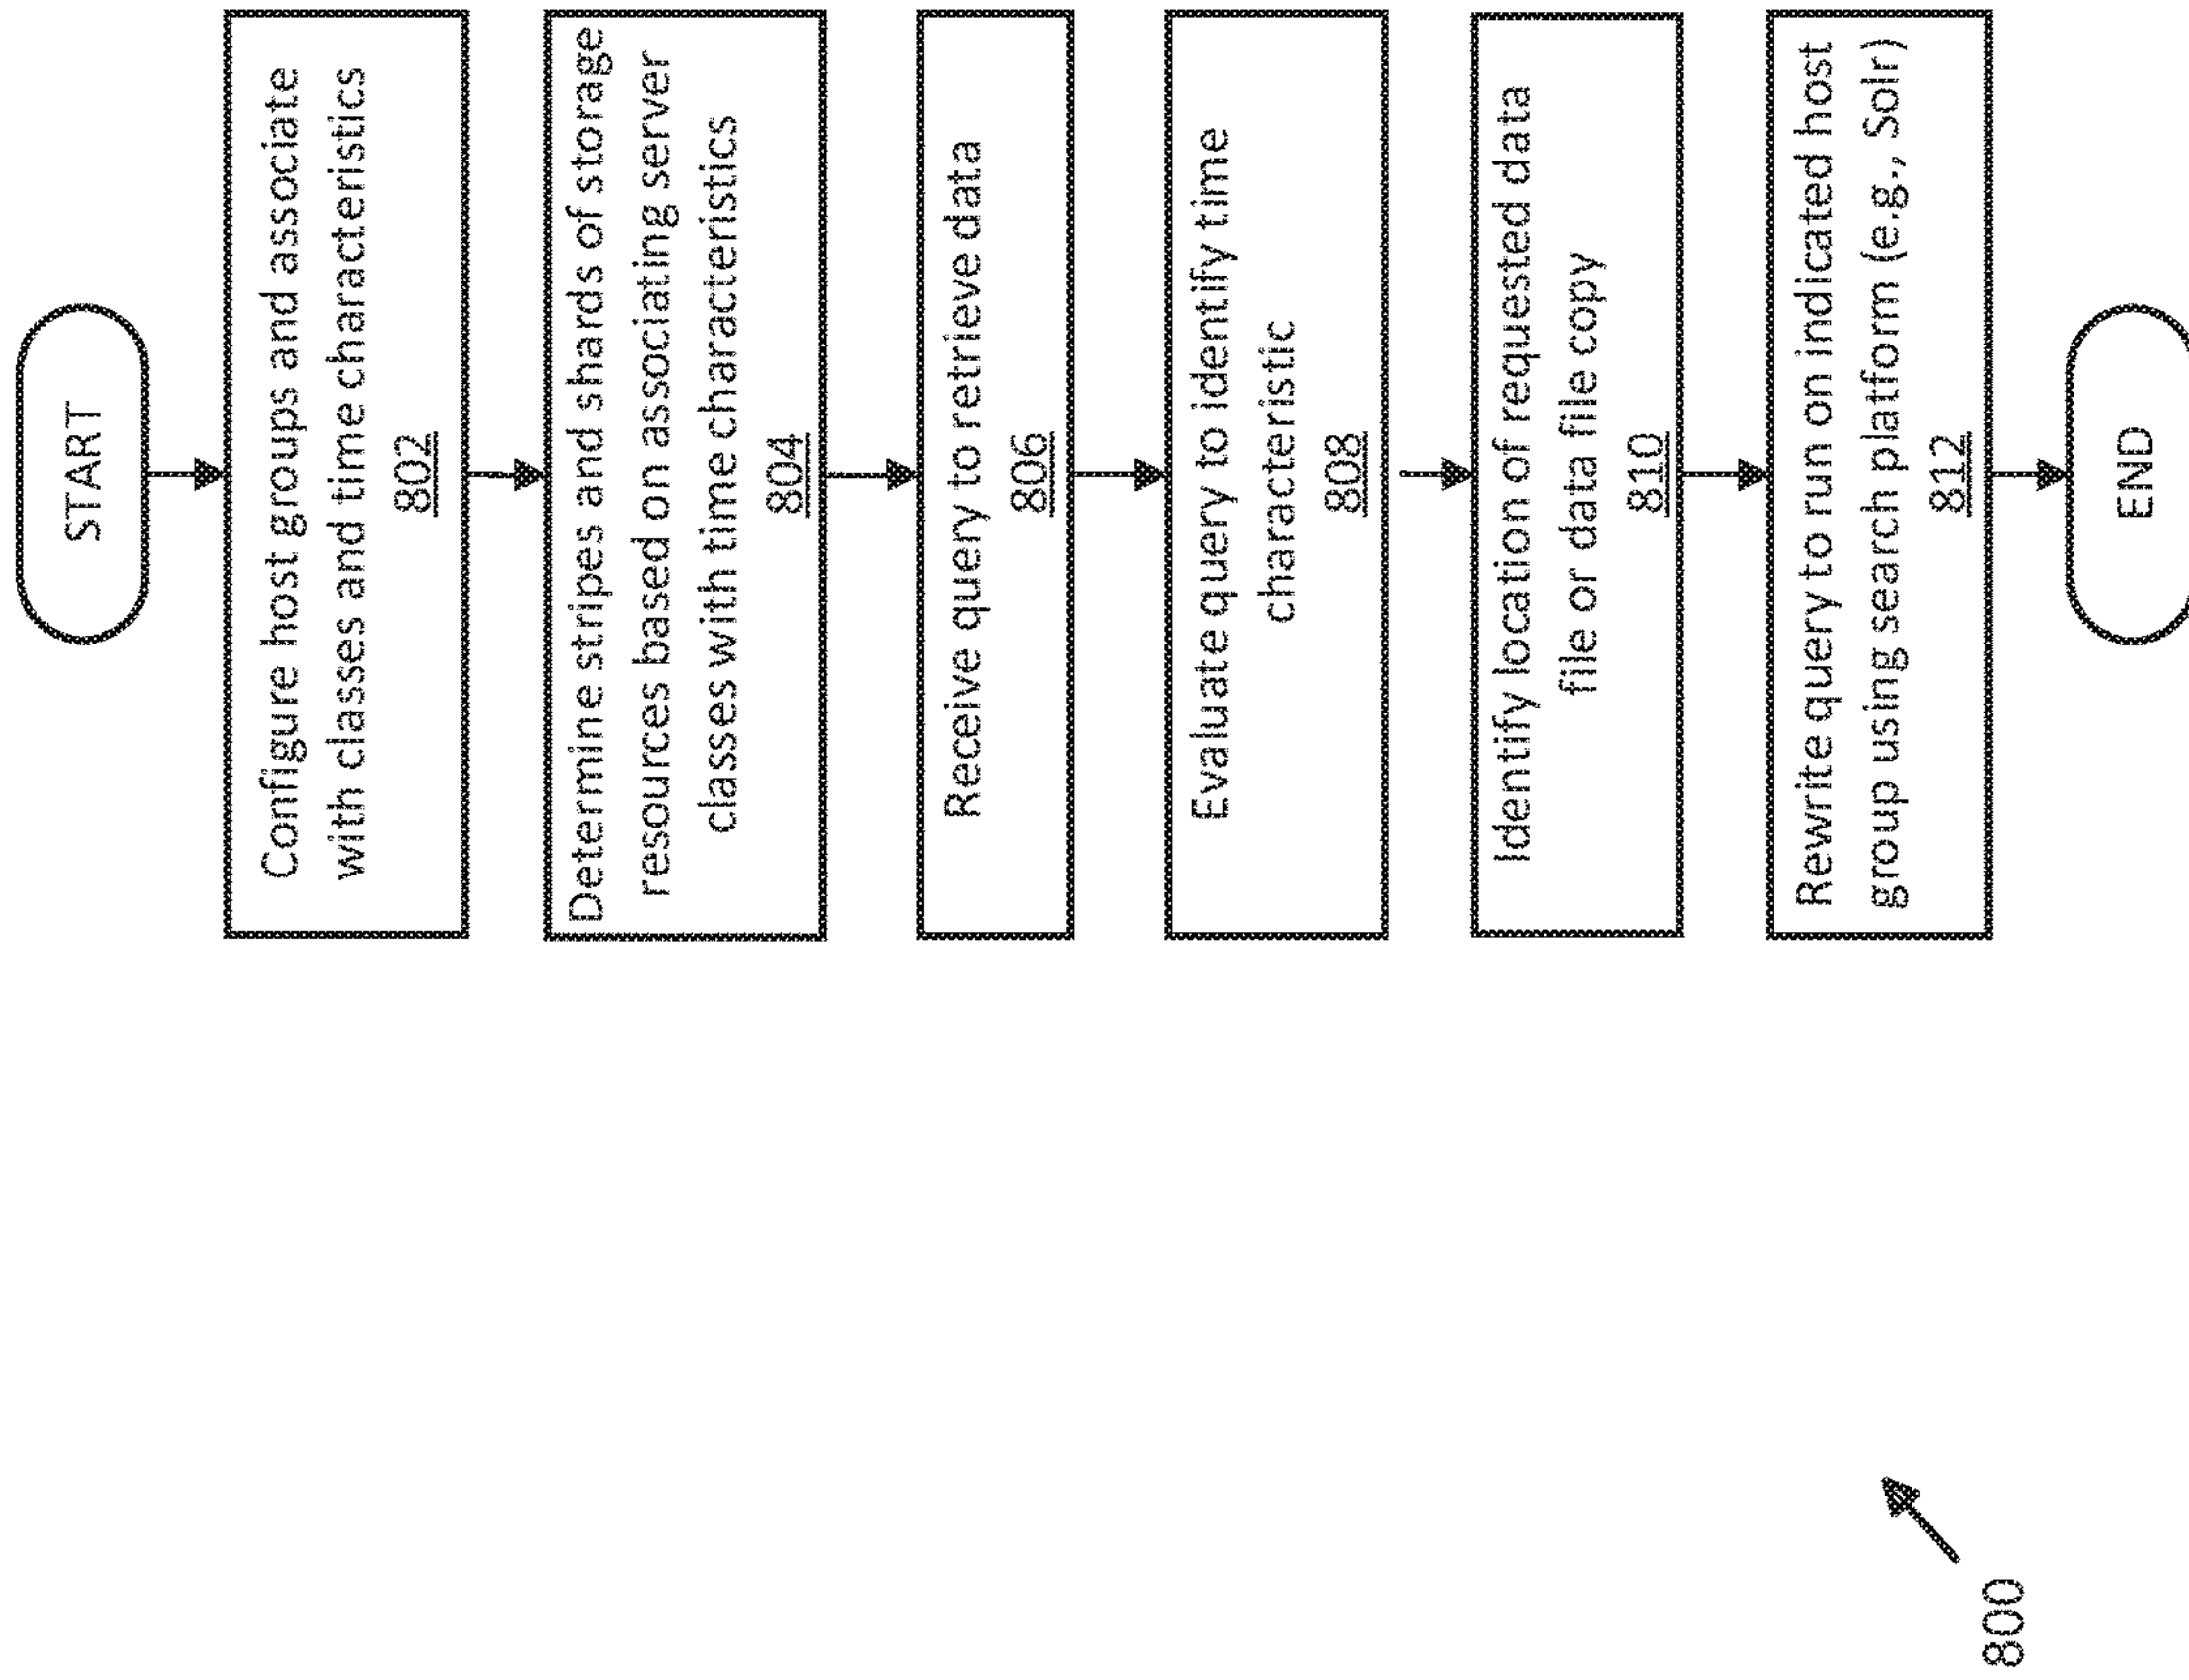 START
Configure host groups and associate
with classes and time characteristics
802
Determine stripes and shards of storage
resources based on associating server
classes with time characteristics
804
Receive query to retrieve data
806
Evaluate query to identify time
characteristic
808
Identify location of requested data
file or data file copy
810
Rewrite query to run on indicated host
group using search platform (e.g., Solr)
812
END
800